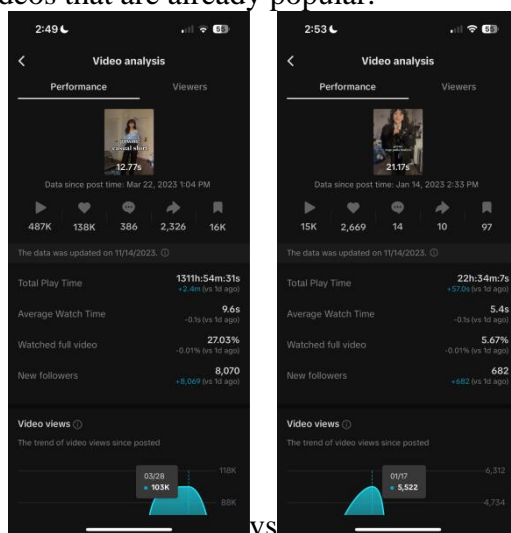 videos that are already popular.
2:49
58
Video analysis
Performance Viewers
casual shirt
12.77s
Data since post time: Mar 22, 2023 1:04 PM
487K 138K 386 2,326 16K
The data was updated on 11/14/2023.
Total Play Time 1311h:54m:31s
+2.4m (vs 1d ago)
Average Watch Time 9.6s
-0.1s (vs 1d ago)
Watched full video 27.03%
-0.01% (vs 1d ago)
New followers 8,070
+8,069 (vs 1d ago)
Video views
The trend of video views since posted
118K
03/28
103K
88K
vs
2:53
58
Video analysis
Performance Viewers
21.17s
Data since post time: Jan 14, 2023 2:33 PM
15K 2,669 14 10 97
The data was updated on 11/14/2023.
Total Play Time 22h:34m:7s
+57.0s (vs 1d ago)
Average Watch Time 5.4s
-0.1s (vs 1d ago)
Watched full video 5.67%
-0.01% (vs 1d ago)
New followers 682
+682 (vs 1d ago)
Video views
The trend of video views since posted
6,312
01/17
5,522
4,734